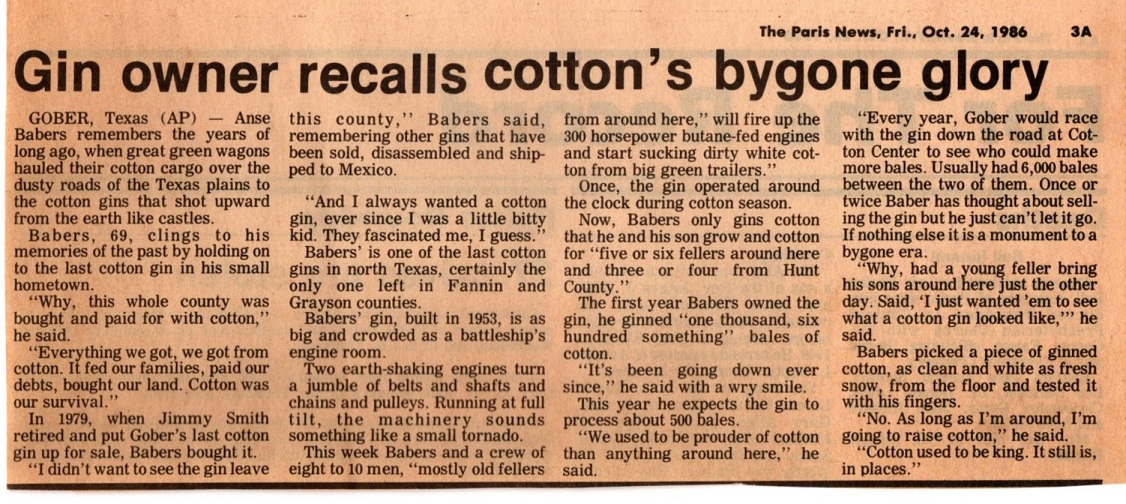 The Paris News, Fri., Oct. 24, 1986 3A
Gin owner recalls cotton's bygone glory
GOBER, Texas (AP) — Anse
Babers remembers the years of
long ago, when great green wagons
hauled their cotton cargo over the
dusty roads of the Texas plains to
the cotton gins that shot upward
from the earth like castles.
Babers, 69, clings to his
memories of the past by holding on
to the last cotton gin in his small
hometown.
"Why, this whole county was
bought and paid for with cotton,"
he said.
"Everything we got, we got from
cotton. It fed our families, paid our
debts, bought our land. Cotton was
our survival."
In 1979, when Jimmy Smith
retired and put Gober's last cotton
gin up for sale, Babers bought it.
"I didn't want to see the gin leave
this county," Babers said,
remembering other gins that have
been sold, disassembled and ship-
ped to Mexico.
"And I always wanted a cotton
gin, ever since I was a little bitty
kid. They fascinated me, I guess."
Babers' is one of the last cotton
gins in north Texas, certainly the
only one left in Fannin and
Grayson counties.
Babers' gin, built in 1953, is as
big and crowded as a battleship's
engine room.
Two earth-shaking engines turn
a jumble of belts and shafts and
chains and pulleys. Running at full
tilt, the machinery sounds
something like a small tornado.
This week Babers and a crew of
eight to 10 men, "mostly old fellers
from around here," will fire up the
300 horsepower butane-fed engines
and start sucking dirty white cot-
ton from big green trailers."
Once, the gin operated around
the clock during cotton season.
Now, Babers only gins cotton
that he and his son grow and cotton
for "five or six fellers around here
and three or four from Hunt
County."
The first year Babers owned the
gin, he ginned "one thousand, six
hundred something' bales of
cotton.
"It's been going down ever
since," he said with a wry smile.
This year he expects the gin to
process about 500 bales.
"We used to be prouder of cotton
than anything around here," he
said.
"Every year, Gober would race
with the gin down the road at Cot-
ton Center to see who could make
more bales. Usually had 6,000 bales
between the two of them. Once or
twice Baber has thought about sell-
ing the gin but he just can't let it go.
If nothing else it is a monument to a
bygone era.
"Why, had a young feller bring
his sons around here just the other
day. Said, 'I just wanted 'em to see
what a cotton gin looked like,'" he
said.
Babers picked a piece of ginned
cotton, as clean and white as fresh
snow, from the floor and tested it
with his fingers.
"No. As long as I'm around, I'm
going to raise cotton," he said.
"Cotton used to be king. It still is,
in places."